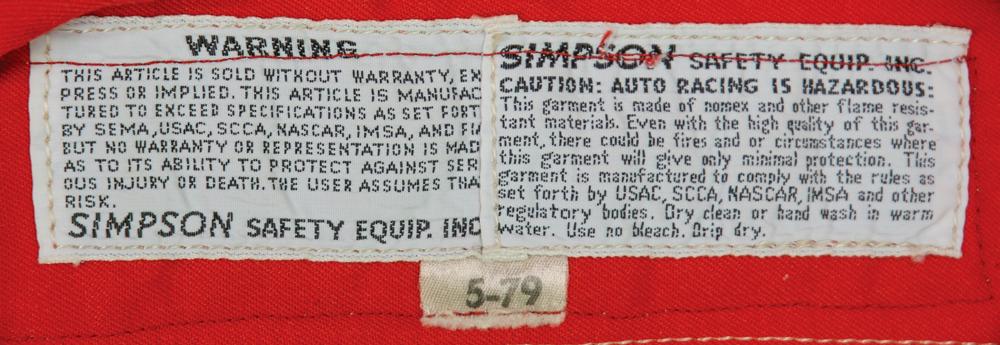 WARNING
THIS ARTICLE IS SOLD WITHOUT WARRANTY, EX
PRESS OR IMPLIED. THIS ARTICLE IS MANUFAC
TURED TO EXCEED SPECIFICATIONS AS SET FORT
BY SEMA, USAC, SCCA, NASCAR, IMSA, AND FIA
BUT NO WARRANTY OR REPRESENTATION IS MAD
AS TO ITS ABILITY TO PROTECT AGAINST SER
OUS INJURY OR DEATH. THE USER ASSUMES THA
RISK.
SIMPSON SAFETY EQUIP. INC
SIMPSON SAFETY EQUIP. INC.
CAUTION: AUTO RACING IS HAZARDOUS:
This garment is made of nomex and other flame resis-
tant materials. Even with the high quality of this gar-
ment, there could be fires and or circumstances where
this garment will give only minimal protection. This
garment is manufactured to comply with the rules as
set forth by USAC, SCCA, NASCAR, IMSA and other
regulatory bodies. Dry clean or hand wash in warm
water. Use no bleach. Drip dry.
5-79